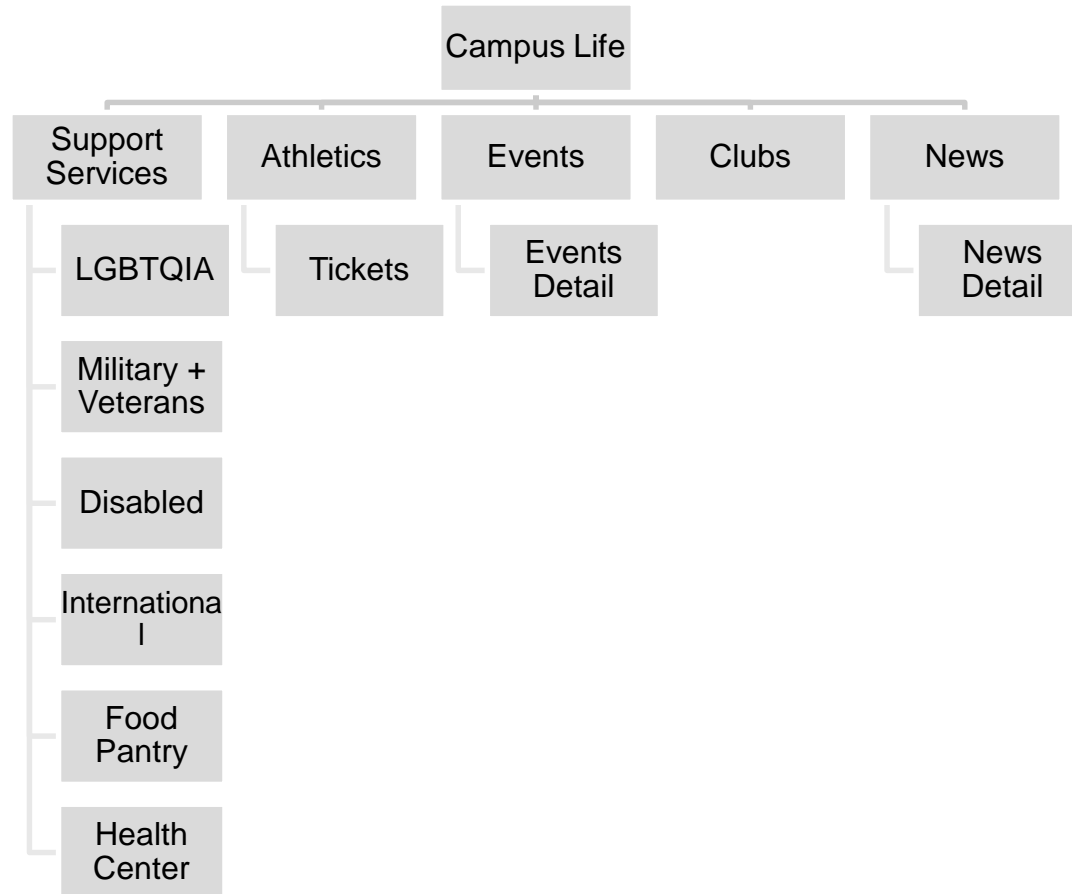 Campus Life
Support
Services
Athletics
Events
Clubs
News
LGBTQIA
Tickets
Events
Detail
News
Detail
Military +
Veterans
Disabled
Internationa
l
Food
Pantry
Health
Center